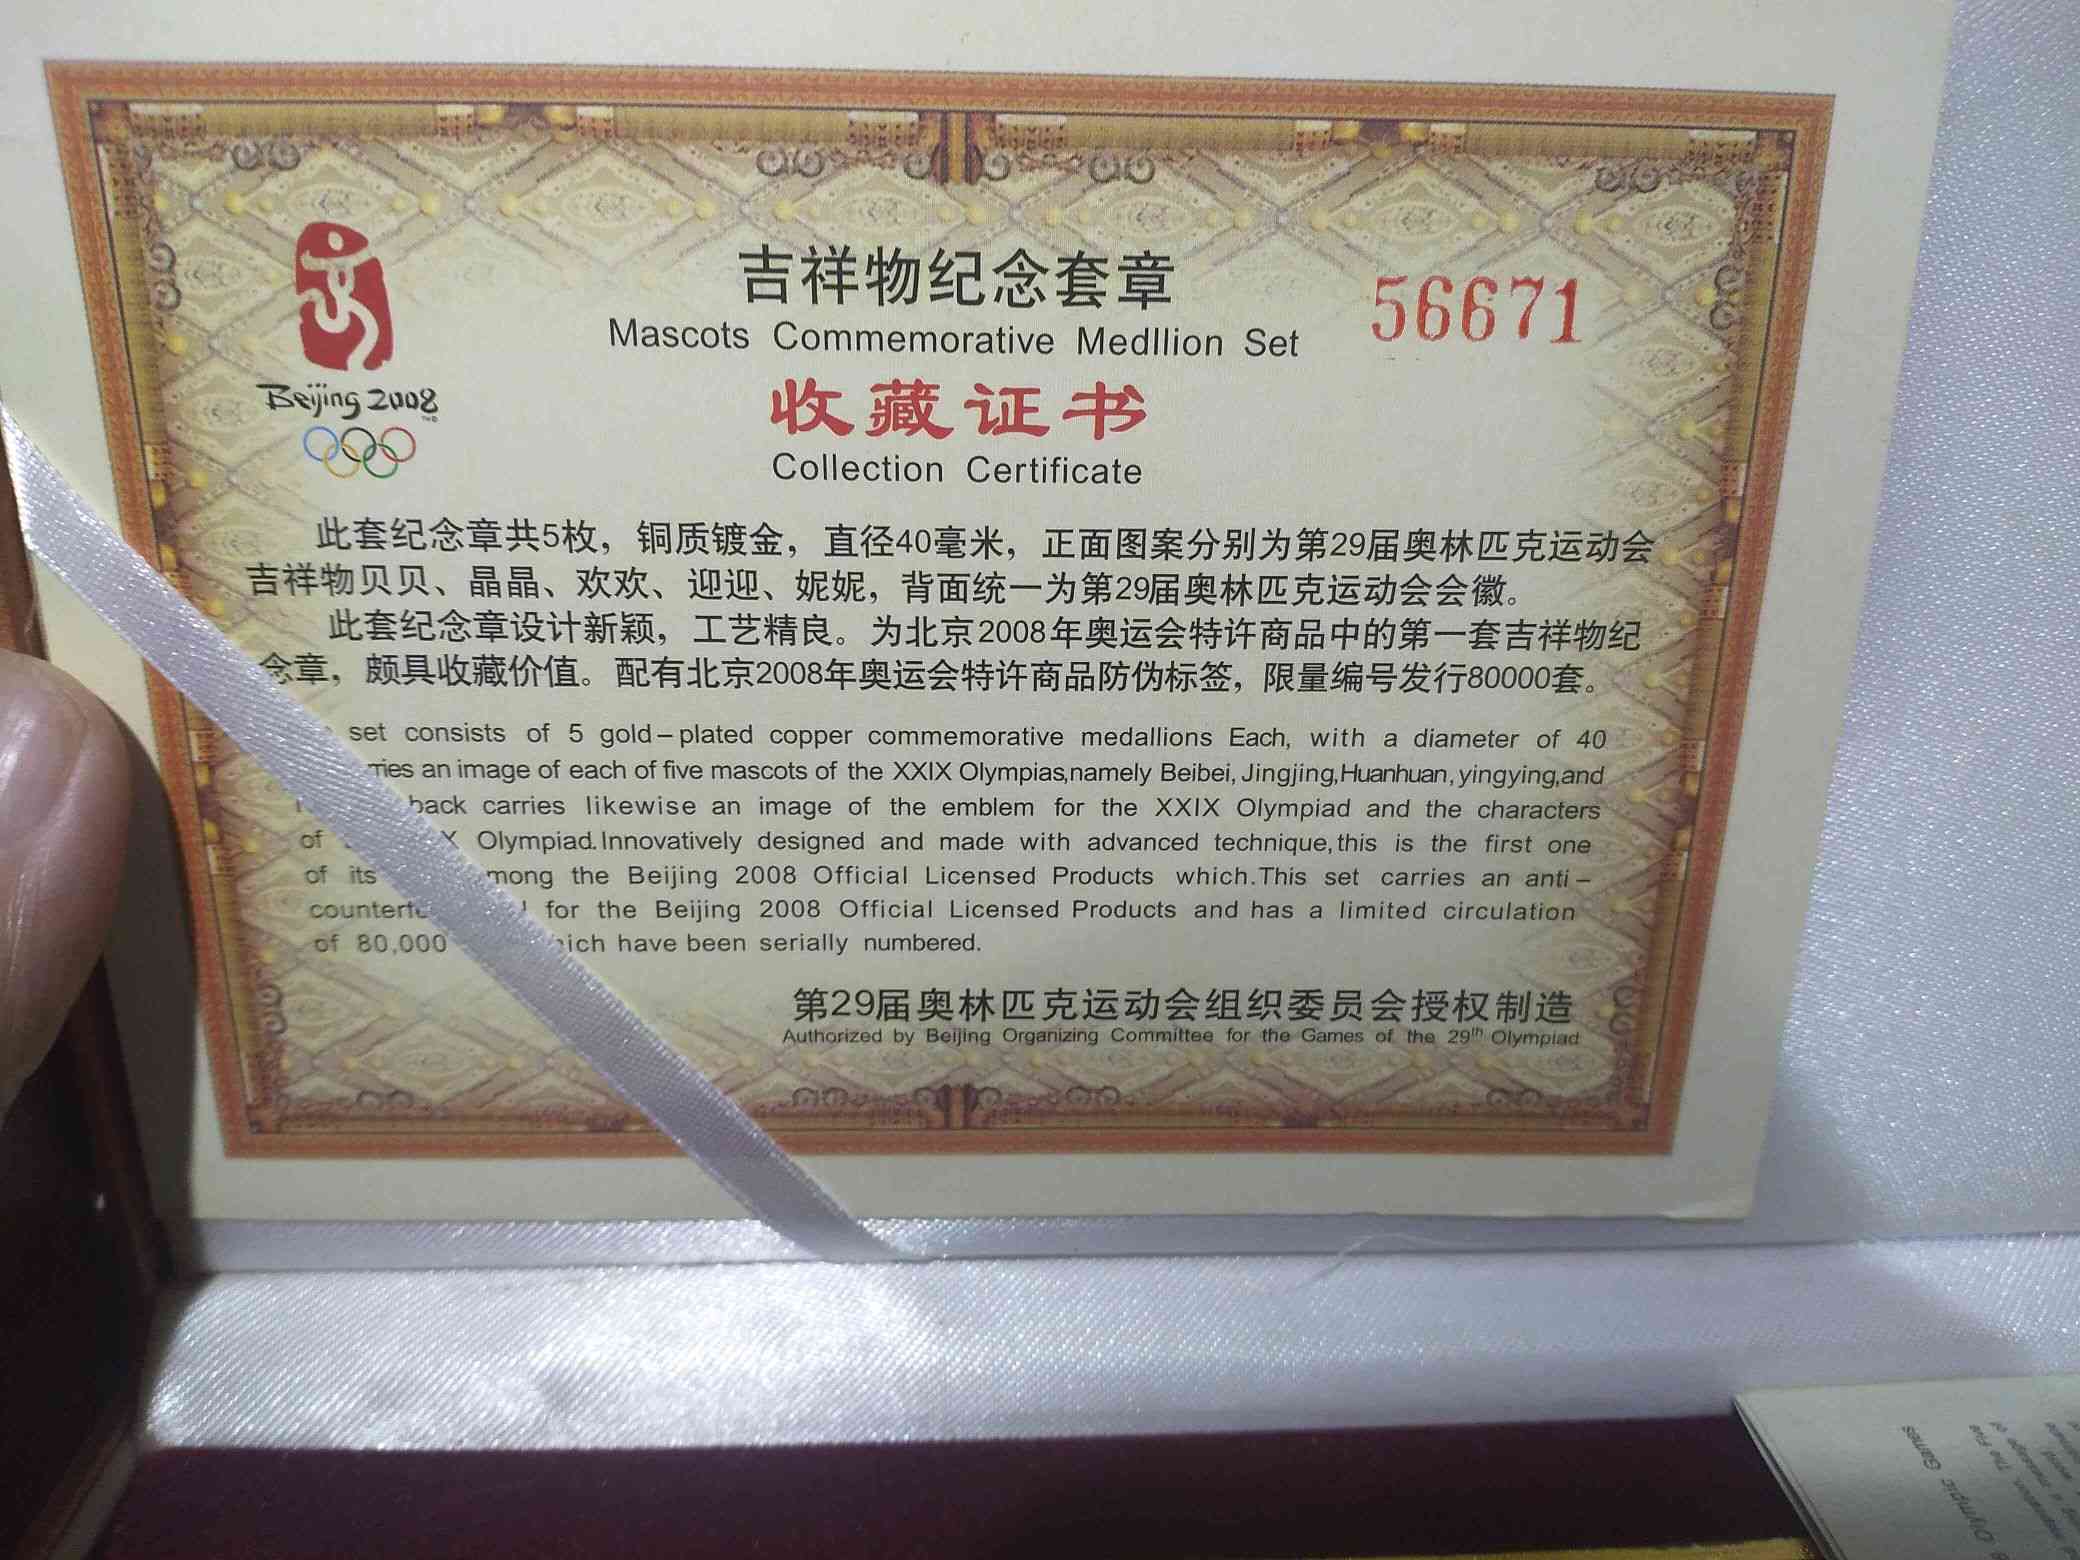 吉祥物纪念套章
56671
Mascots Commemorative Medllion Set
Beijing 2008
收藏证书
Collection Certificate
此套纪念章共5枚，铜质镀金，直径40毫米，正面图案分别为第29届奥林匹克运动会
吉祥物贝贝、晶晶、欢欢、迎迎、妮妮，背面统一为第29届奥林匹克运动会会徽。
此套纪念章设计新颖，工艺精良。为北京2008年奥运会特许商品中的第一套吉祥物纪
念章，颇具收藏价值。配有北京2008年奥运会特许商品防伪标签，限量编号发行80000套。
set consists of 5 gold-plated copper commemorative medallions Each, with a diameter of 40
an image of each of five mascots of the XXIX Olympias,namely Beibei, Jingjing,Huanhuan, yingying,and
back carries likewise an image of the emblem for the XXIX Olympiad and the characters
of Olympiad.Innovatively designed and made with advanced technique,this is the first one
of its the Beijing 2008 Official Licensed Products which.This set carries an anti-
for the Beijing 2008 Official Licensed Products and has a limited circulation
of 80,000 have been serially numbered.
第29届奥林匹克运动会组织委员会授权制造
Authorized by Beijing Organizing Committee for the Games of the 29th Olympiad
Olympic Games